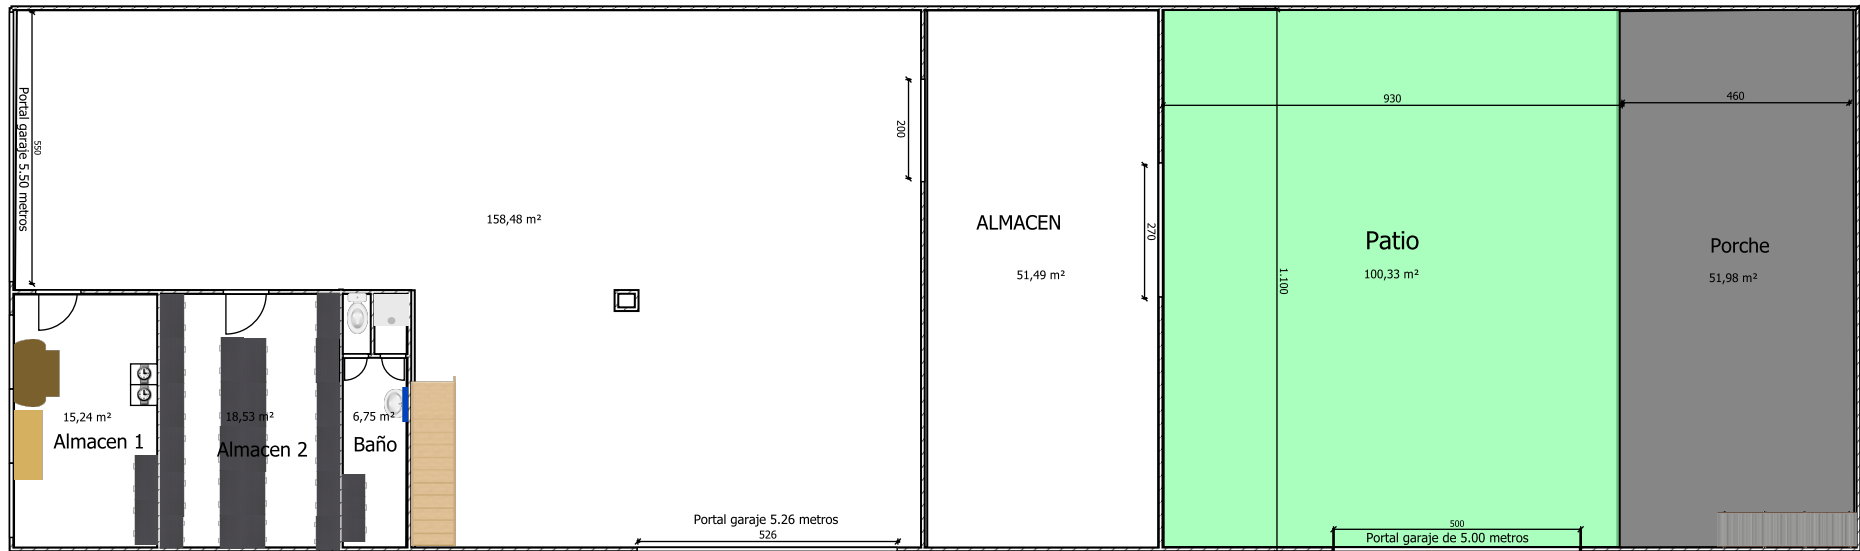 Portal garaje 5.50 metros
550
158,48 m²
200
ALMACEN
51,49 m²
270
930
460
1.100
Patio
100,33 m²
Porche
51,98 m²
15,24 m²
Almacen 1
18,53 m²
Almacen 2
6,75 m²
Baño
Portal garaje 5.26 metros
526
500
Portal garaje de 5.00 metros